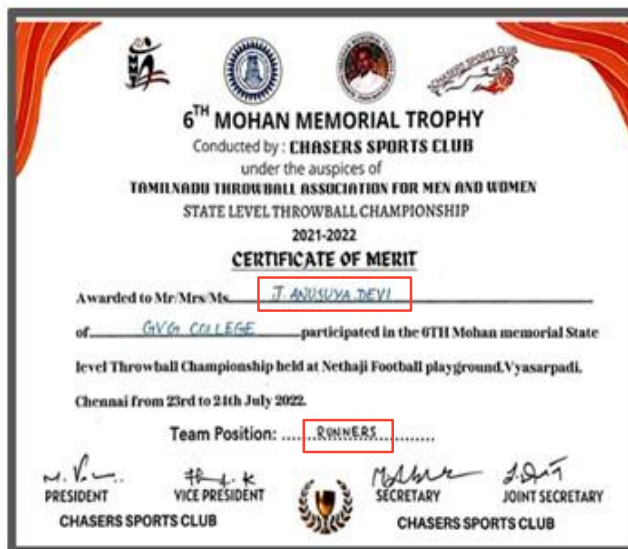 CHASERS SPORTS CLUB
6TH MOHAN MEMORIAL TROPHY
Conducted by : CHASERS SPORTS CLUB
under the auspices of
TAMILNADU THROWBALL ASSOCIATION FOR MEN AND WOMEN
STATE LEVEL THROWBALL CHAMPIONSHIP
2021-2022
CERTIFICATE OF MERIT
Awarded to Mr/Mrs/Ms J. ANUSUYA DEVI
of GVG COLLEGE participated in the 6TH Mohan memorial State
level Throwball Championship held at Nethaji Football playground,Vyasarpadi,
Chennai from 23rd to 24th July 2022.
Team Position: ...... RUNNERS ...........
PRESIDENT VICE PRESIDENT SECRETARY JOINT SECRETARY
CHASERS SPORTS CLUB CHASERS SPORTS CLUB